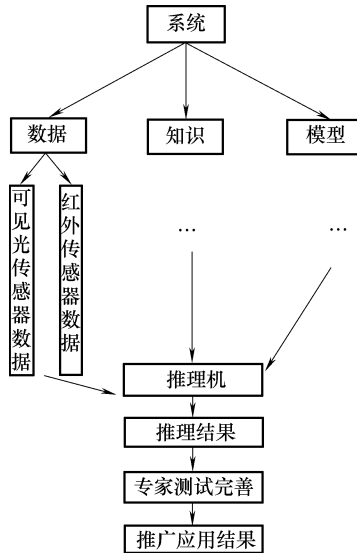 系统
数据
知识
模型
可见光传感器数据
红外传感器数据
…
…
推理机
推理结果
专家测试完善
推广应用结果